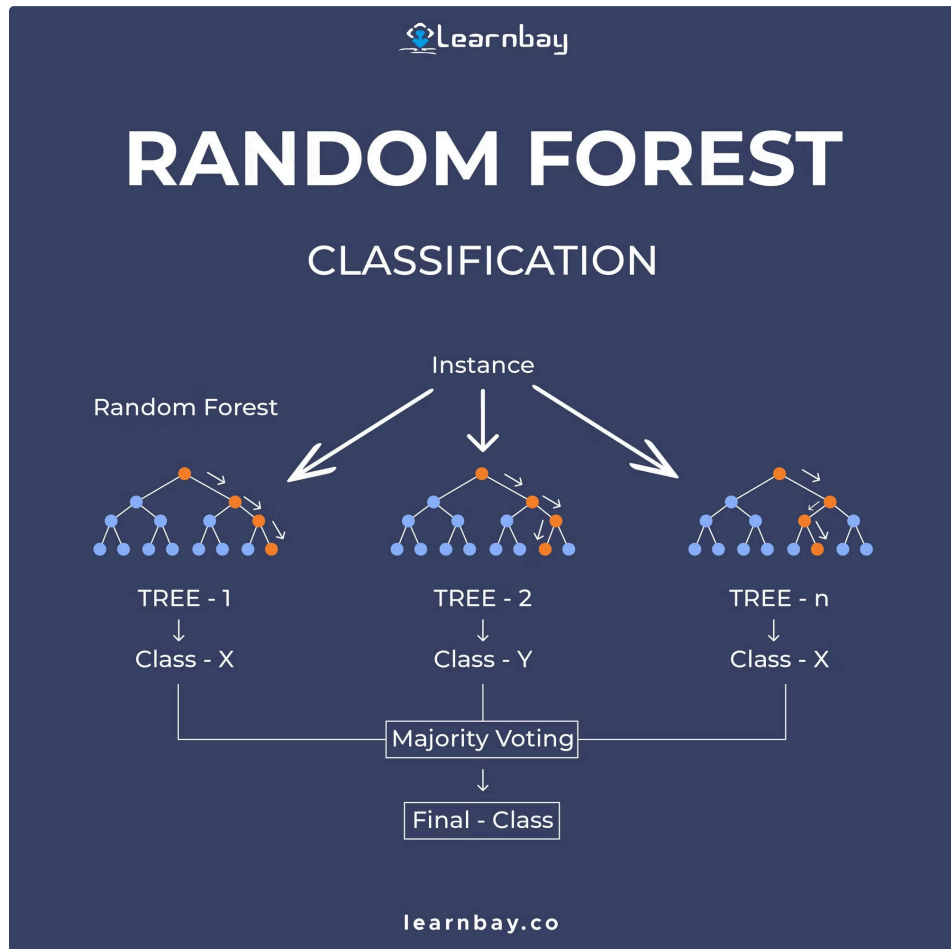 Learnbay
RANDOM FOREST
CLASSIFICATION
Instance
Random Forest
TREE - 1
TREE - 2
TREE - n
Class - X
Class - Y
Class - X
Majority Voting
Final - Class
learnbay.co